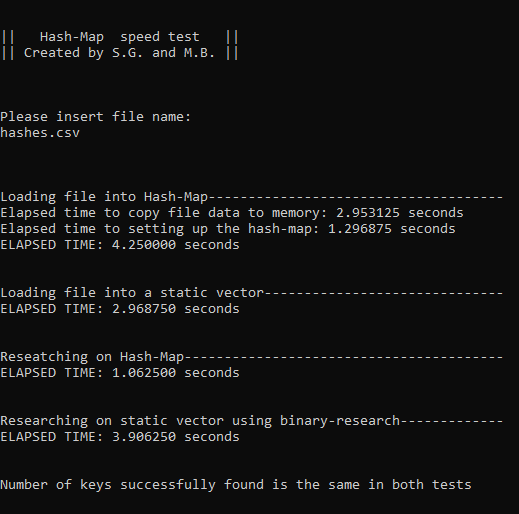 || Hash-Map speed test ||
|| Created by S.G. and M.B. ||
Please insert file name:
hashes.csv
Loading file into Hash-Map-------------------------------------
Elapsed time to copy file data to memory: 2.953125 seconds
Elapsed time to setting up the hash-map: 1.296875 seconds
ELAPSED TIME: 4.250000 seconds
Loading file into a static vector------------------------------
ELAPSED TIME: 2.968750 seconds
Reseatching on Hash-Map----------------------------------------
ELAPSED TIME: 1.062500 seconds
Researching on static vector using binary-research-------------
ELAPSED TIME: 3.906250 seconds
Number of keys successfully found is the same in both tests